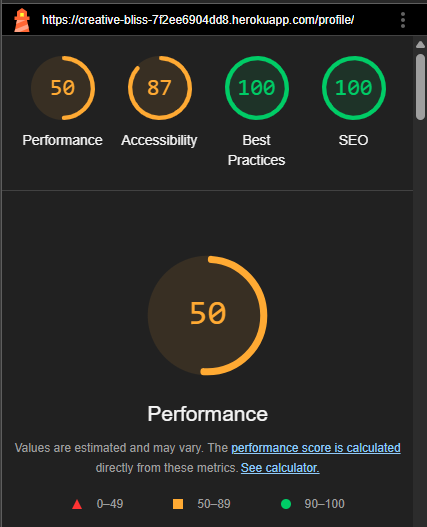 https://creative-bliss-7f2ee6904dd8.herokuapp.com/profile/
50 87 100 100
Performance Accessibility Best Practices SEO
50
Performance
Values are estimated and may vary. The performance score is calculated
directly from these metrics. See calculator.
0–49 50–89 90–100